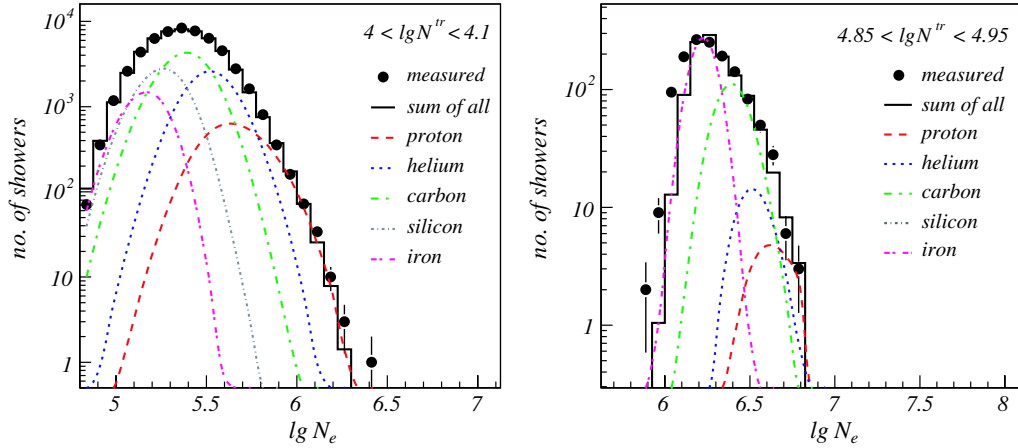 4 < lgN^tr < 4.1
measured
sum of all
proton
helium
carbon
silicon
iron
no. of showers
10^4
10^3
10^2
10
1
5
5.5
6
6.5
7
lg N_e
4.85 < lgN^tr < 4.95
measured
sum of all
proton
helium
carbon
silicon
iron
no. of showers
10^2
10
1
6
6.5
7
7.5
8
lg N_e